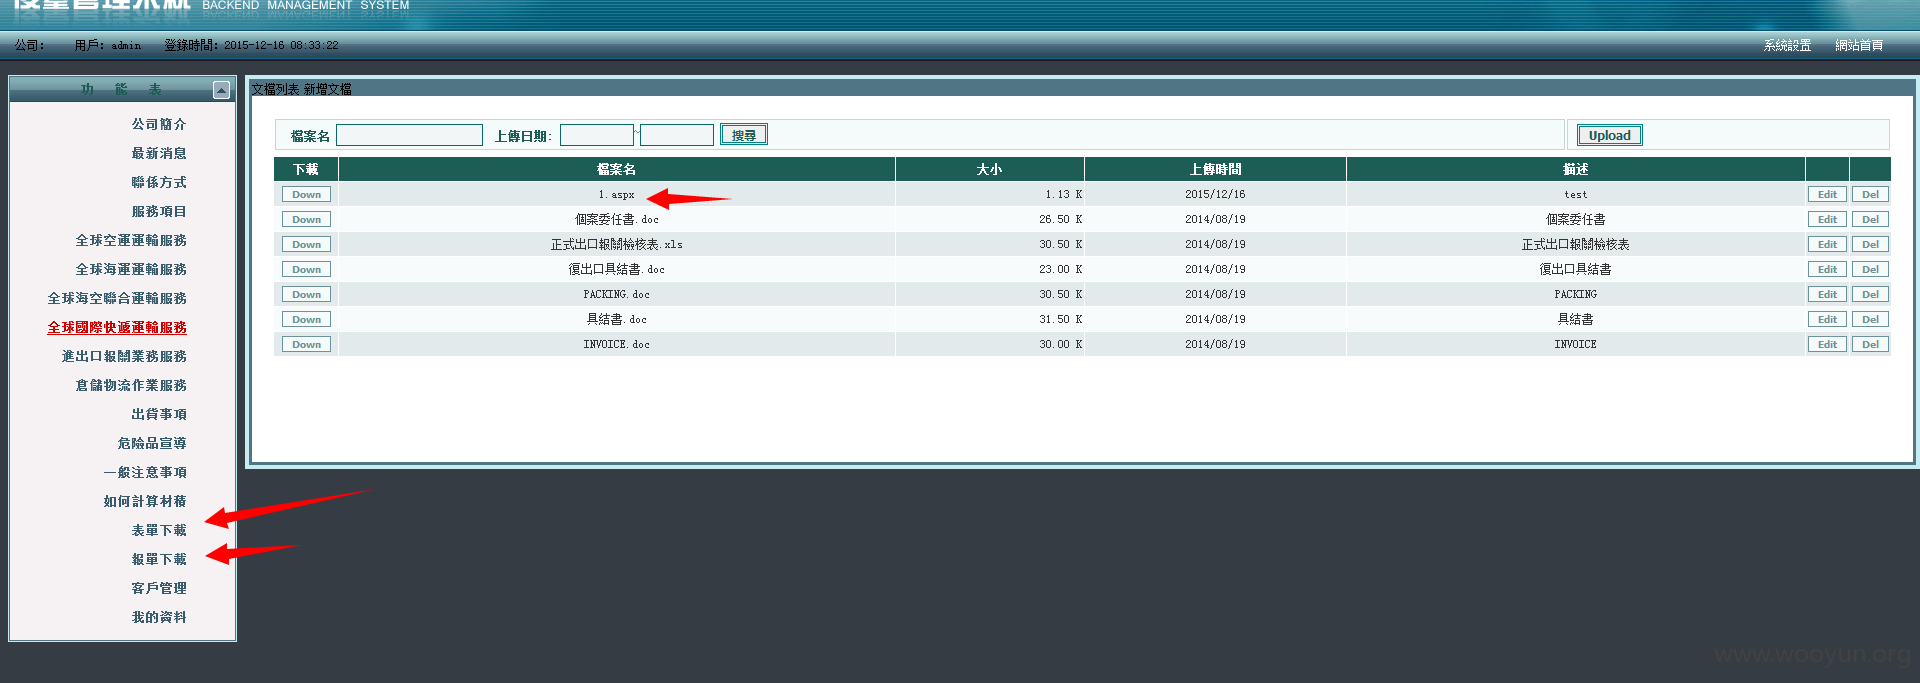 後臺管理系統 BACKEND MANAGEMENT SYSTEM
公司： 用戶：admin 登錄時間：2015-12-16 08:33:22 系統設置 網站首頁
功 能 表
公司簡介
最新消息
聯係方式
服務項目
全球空運運輸服務
全球海運運輸服務
全球海空聯合運輸服務
全球國際快遞運輸服務
進出口報關業務服務
倉儲物流作業服務
出貨事項
危險品宣導
一般注意事項
如何計算材積
表單下載
報單下載
客戶管理
我的資料
文檔列表 新增文檔
檔案名 上傳日期： ~ 搜尋 Upload
下載 檔案名 大小 上傳時間 描述
Down 1.aspx 1.13 K 2015/12/16 test Edit Del
Down 個案委任書.doc 26.50 K 2014/08/19 個案委任書 Edit Del
Down 正式出口報關檢核表.xls 30.50 K 2014/08/19 正式出口報關檢核表 Edit Del
Down 復出口具結書.doc 23.00 K 2014/08/19 復出口具結書 Edit Del
Down PACKING.doc 30.50 K 2014/08/19 PACKING Edit Del
Down 具結書.doc 31.50 K 2014/08/19 具結書 Edit Del
Down INVOICE.doc 30.00 K 2014/08/19 INVOICE Edit Del
www.wooyun.org